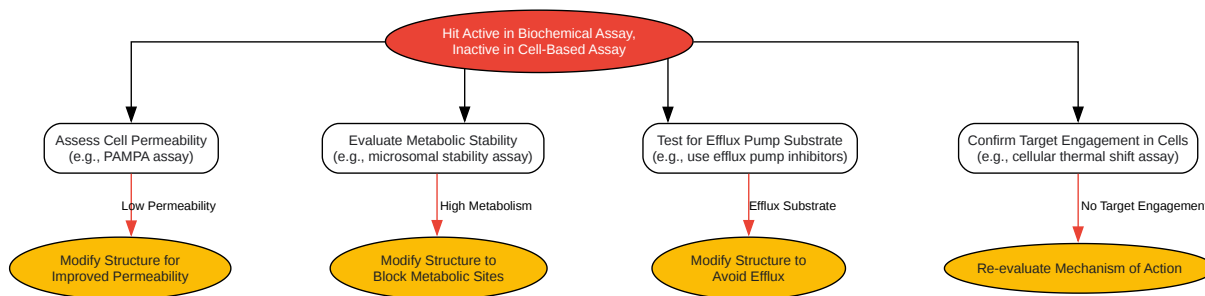 Hit Active in Biochemical Assay,
Inactive in Cell-Based Assay
Assess Cell Permeability
(e.g., PAMPA assay)
Evaluate Metabolic Stability
(e.g., microsomal stability assay)
Test for Efflux Pump Substrate
(e.g., use efflux pump inhibitors)
Confirm Target Engagement in Cells
(e.g., cellular thermal shift assay)
Low Permeability
High Metabolism
Efflux Substrate
No Target Engagement
Modify Structure for
Improved Permeability
Modify Structure to
Block Metabolic Sites
Modify Structure to
Avoid Efflux
Re-evaluate Mechanism of Action